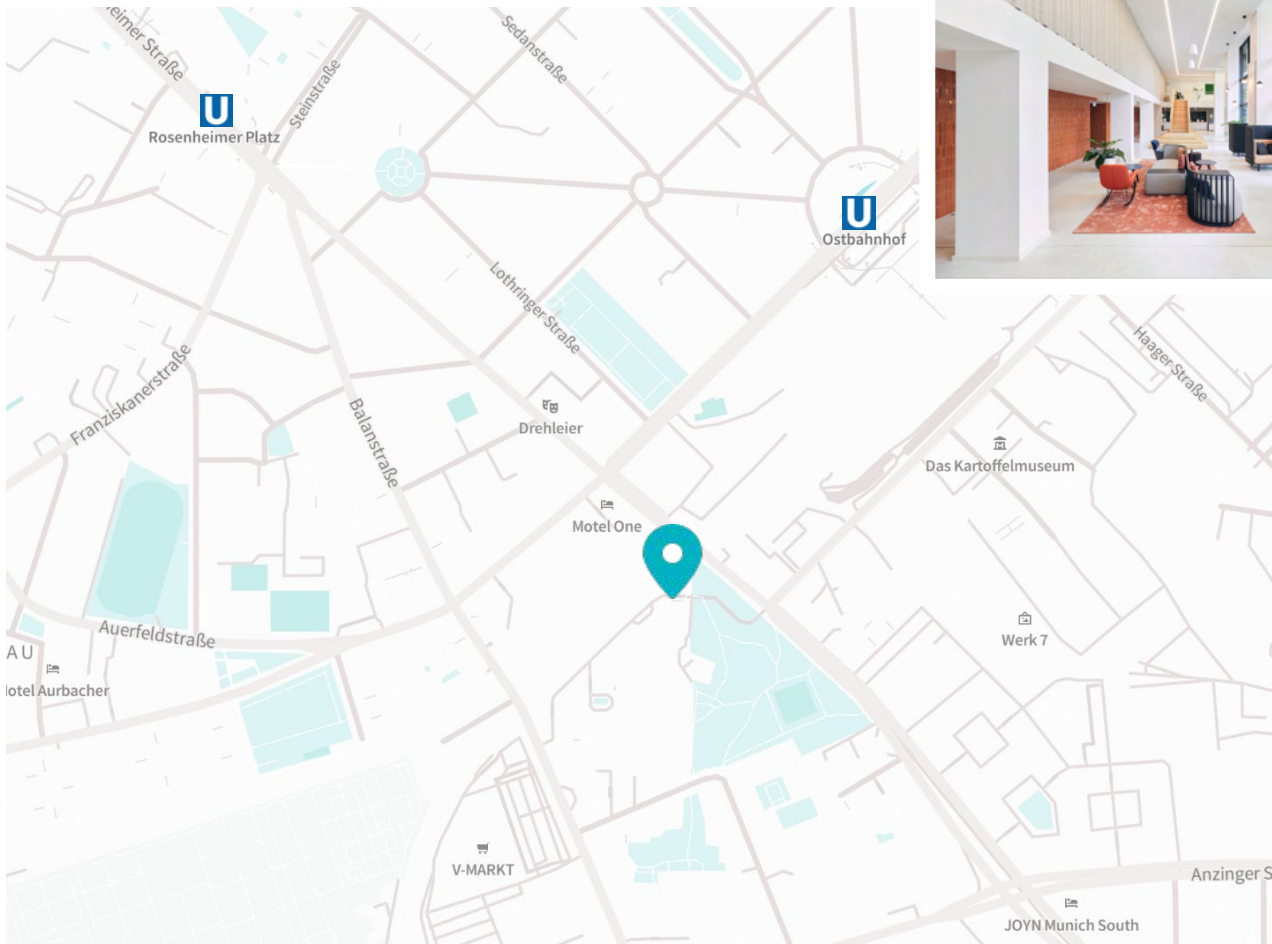 eimer Straße
Sedanstraße
Steinstraße
U
Rosenheimer Platz
U
Ostbahnhof
Lothringer Straße
Haager Straße
Franziskanerstraße
Balanstraße
Drehleier
Das Kartoffelmuseum
Motel One
Auerfeldstraße
Werk 7
AU
otel Aurbacher
V-MARKT
Anzinger S
JOYN Munich South